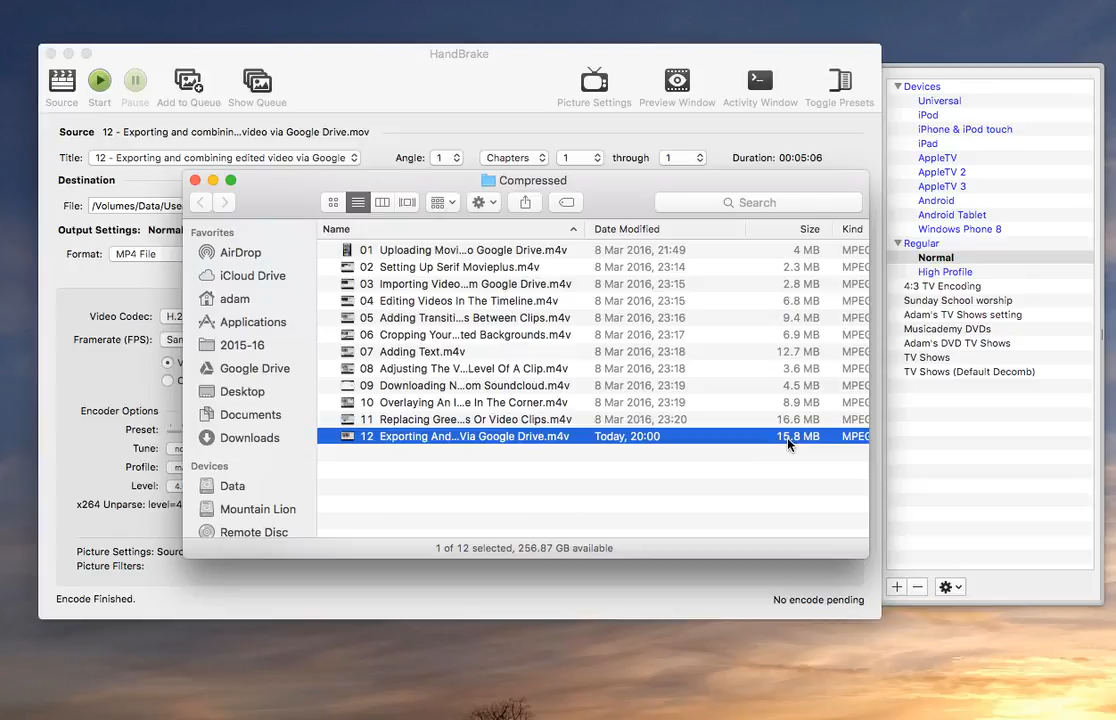 HandBrake
Source
Start
Pause
Add to Queue
Show Queue
Picture Settings
Preview Window
Activity Window
Toggle Presets
Source 12 - Exporting and combinin...video via Google Drive.mov
Title: 12 - Exporting and combining edited video via Google
Angle: 1
Chapters 1 through 1
Duration: 00:05:06
Destination
File: /Volumes/Data/Use
Output Settings: Norma
Format: MP4 File
Video Codec: H.2
Framerate (FPS): Sam
Encoder Options
Preset:
Tune:
Profile:
Level: 4.
x264 Unparse: level=4
Picture Settings: Sourc
Picture Filters:
Encode Finished.
No encode pending
Compressed
Search
Favorites
AirDrop
iCloud Drive
adam
Applications
2015-16
Google Drive
Desktop
Documents
Downloads
Devices
Data
Mountain Lion
Remote Disc
Name Date Modified Size Kind
01 Uploading Movi...o Google Drive.m4v 8 Mar 2016, 21:49 4 MB MPEG
02 Setting Up Serif Movieplus.m4v 8 Mar 2016, 23:14 2.3 MB MPEG
03 Importing Video...m Google Drive.m4v 8 Mar 2016, 23:15 2.8 MB MPEG
04 Editing Videos In The Timeline.m4v 8 Mar 2016, 23:15 6.8 MB MPEG
05 Adding Transiti...s Between Clips.m4v 8 Mar 2016, 23:16 9.4 MB MPEG
06 Cropping Your...ted Backgrounds.m4v 8 Mar 2016, 23:17 6.9 MB MPEG
07 Adding Text.m4v 8 Mar 2016, 23:18 12.7 MB MPEG
08 Adjusting The V...Level Of A Clip.m4v 8 Mar 2016, 23:18 3.6 MB MPEG
09 Downloading N...om Soundcloud.m4v 8 Mar 2016, 23:19 4.5 MB MPEG
10 Overlaying An I...e In The Corner.m4v 8 Mar 2016, 23:19 8.9 MB MPEG
11 Replacing Gree...s Or Video Clips.m4v 8 Mar 2016, 23:20 16.6 MB MPEG
12 Exporting And...Via Google Drive.m4v Today, 20:00 15.8 MB MPEG
1 of 12 selected, 256.87 GB available
Devices
Universal
iPod
iPhone & iPod touch
iPad
AppleTV
AppleTV 2
AppleTV 3
Android
Android Tablet
Windows Phone 8
Regular
Normal
High Profile
4:3 TV Encoding
Sunday School worship
Adam's TV Shows setting
Musicademy DVDs
Adam's DVD TV Shows
TV Shows
TV Shows (Default Decomb)